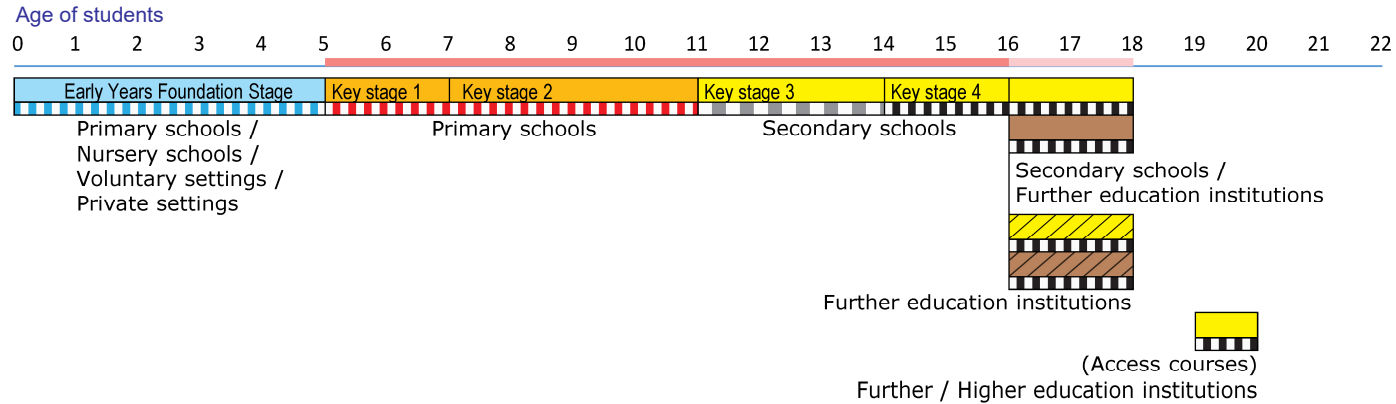 Age of students
0 1 2 3 4 5 6 7 8 9 10 11 12 13 14 15 16 17 18 19 20 21 22
Early Years Foundation Stage Key stage 1 Key stage 2 Key stage 3 Key stage 4
Primary schools /
Nursery schools /
Voluntary settings /
Private settings
Primary schools
Secondary schools
Secondary schools /
Further education institutions
Further education institutions
(Access courses)
Further / Higher education institutions